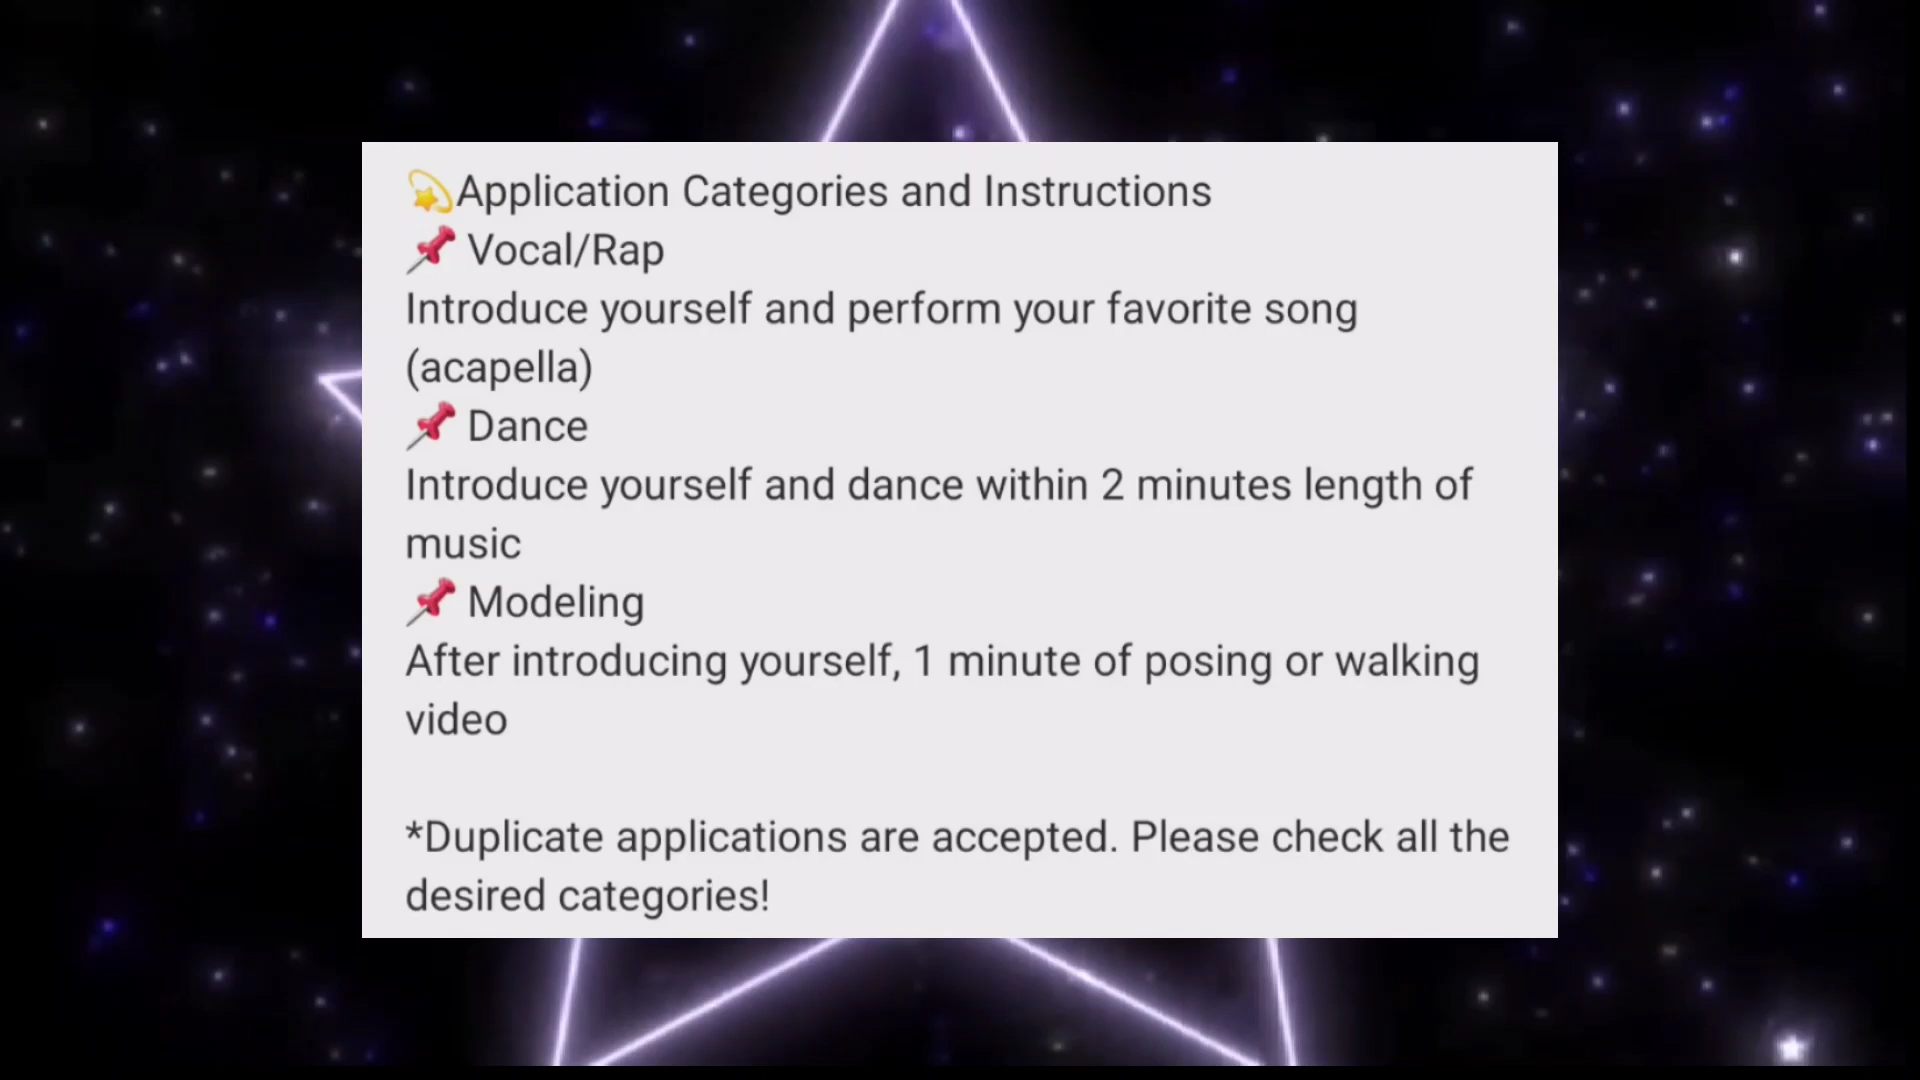 💫Application Categories and Instructions
📌 Vocal/Rap
Introduce yourself and perform your favorite song
(acapella)
📌 Dance
Introduce yourself and dance within 2 minutes length of
music
📌 Modeling
After introducing yourself, 1 minute of posing or walking
video
*Duplicate applications are accepted. Please check all the
desired categories!